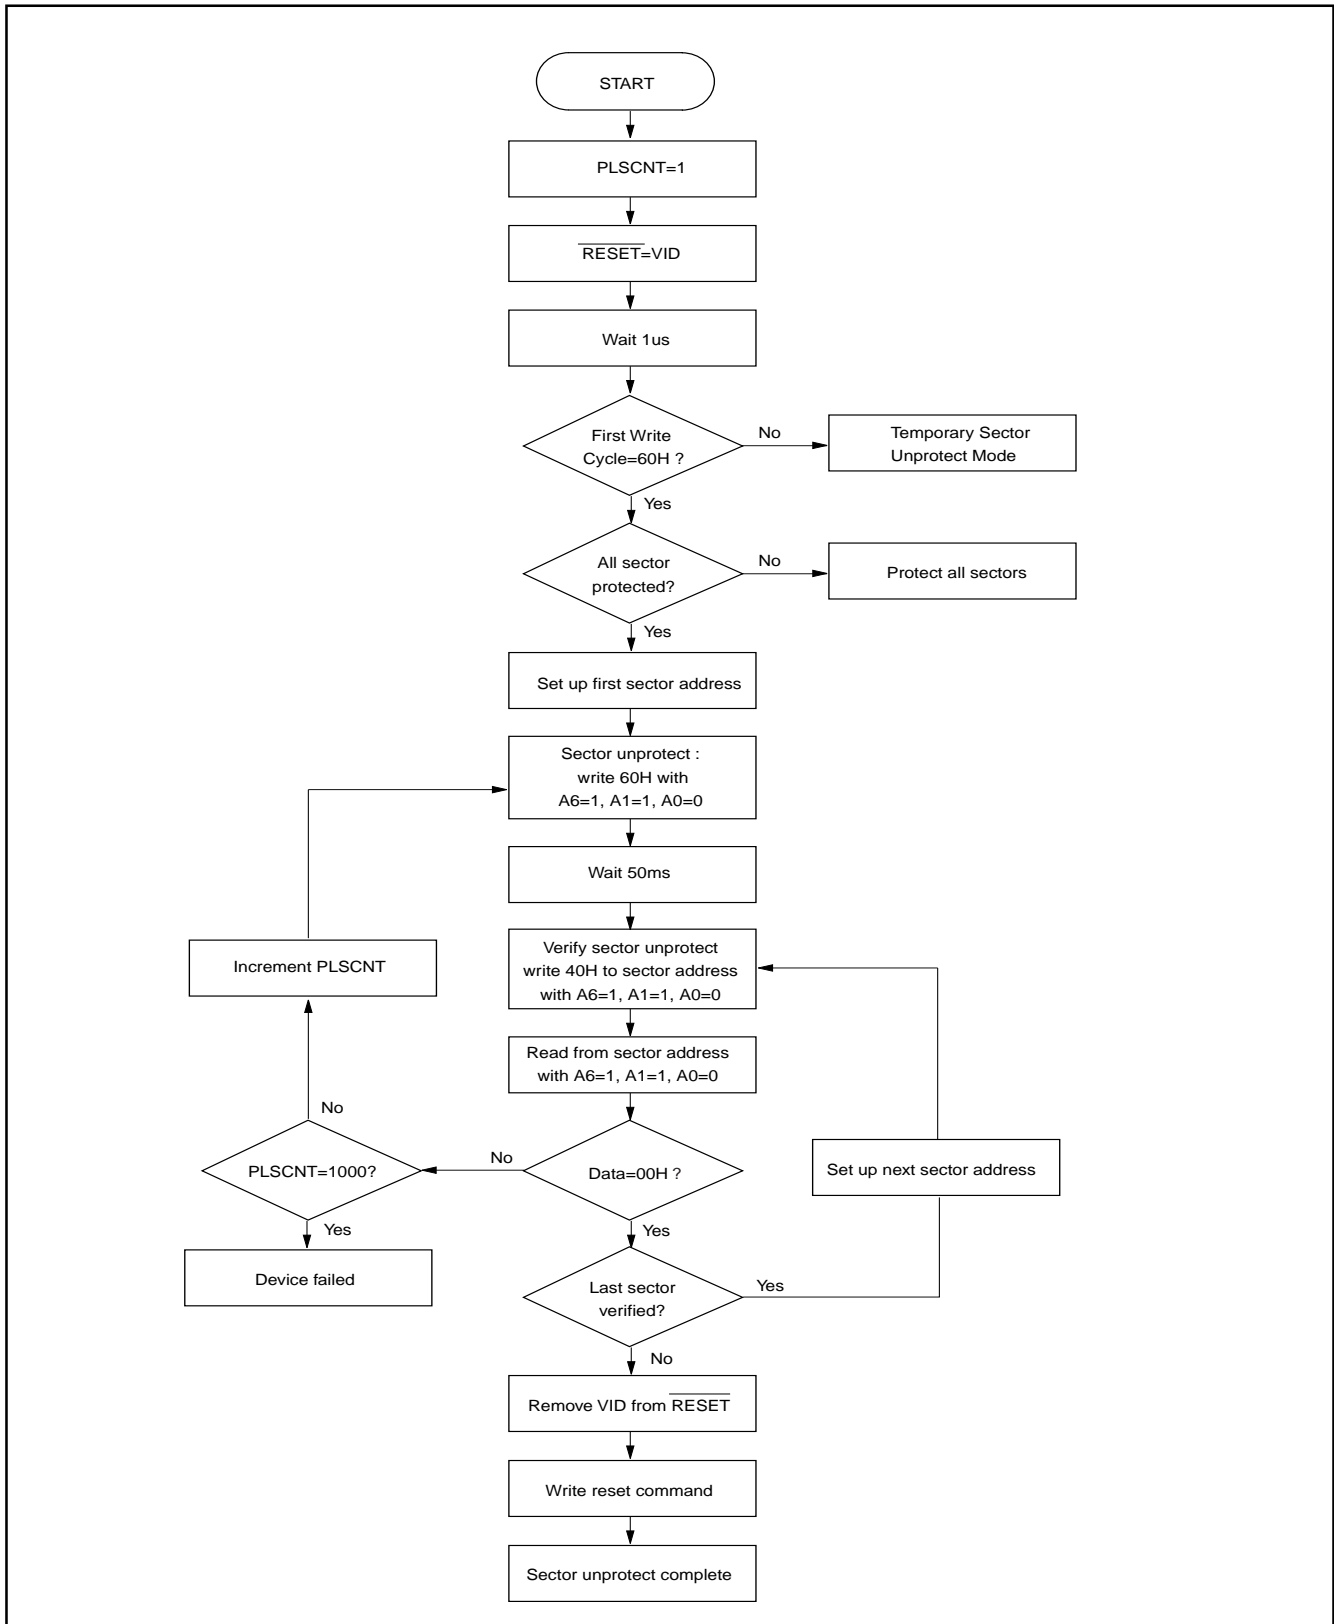 START
PLSCNT=1
RESET=VID
Wait 1us
First Write
Cycle=60H ?
No
Temporary Sector
Unprotect Mode
Yes
All sector
protected?
No
Protect all sectors
Yes
Set up first sector address
Sector unprotect :
write 60H with
A6=1, A1=1, A0=0
Wait 50ms
Verify sector unprotect
write 40H to sector address
with A6=1, A1=1, A0=0
Increment PLSCNT
Read from sector address
with A6=1, A1=1, A0=0
No
PLSCNT=1000?
No
Data=00H ?
Set up next sector address
Yes
Yes
Device failed
Last sector
verified?
Yes
No
Remove VID from RESET
Write reset command
Sector unprotect complete